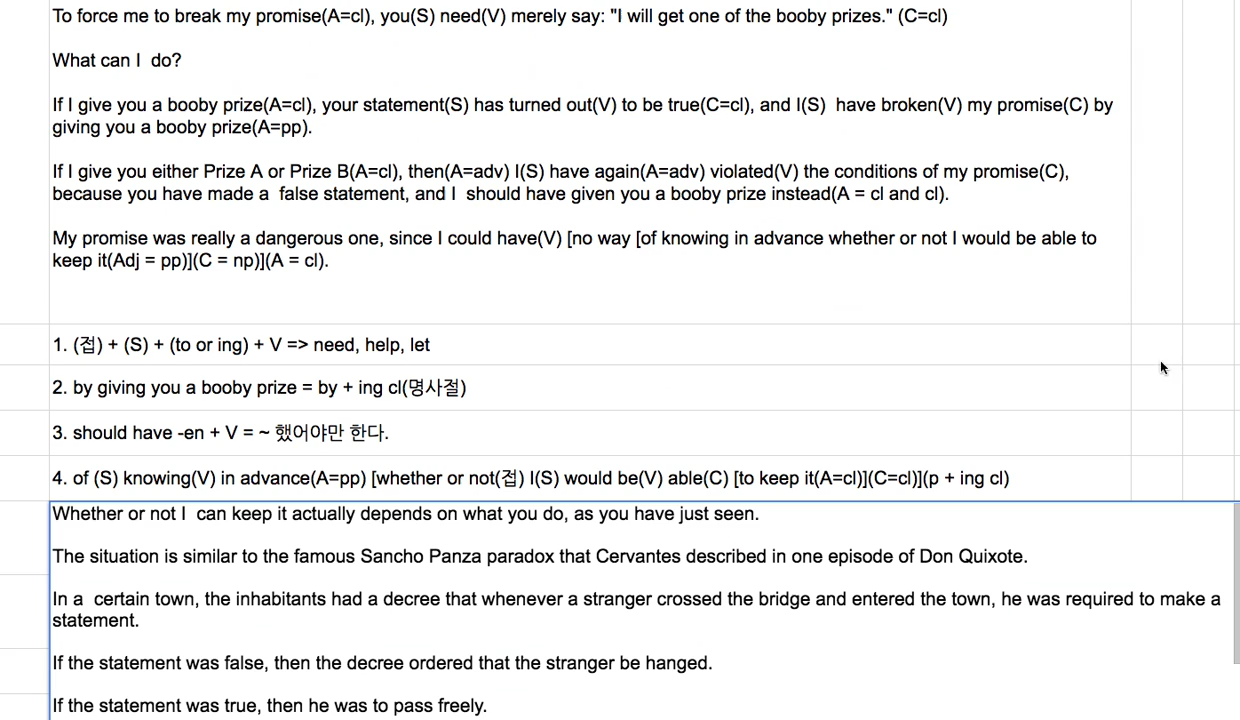 To force me to break my promise(A=cl), you(S) need(V) merely say: "I will get one of the booby prizes." (C=cl)
What can I  do?
If I give you a booby prize(A=cl), your statement(S) has turned out(V) to be true(C=cl), and I(S)  have broken(V) my promise(C) by
giving you a booby prize(A=pp).
If I give you either Prize A or Prize B(A=cl), then(A=adv) I(S) have again(A=adv) violated(V) the conditions of my promise(C),
because you have made a  false statement, and I  should have given you a booby prize instead(A = cl and cl).
My promise was really a dangerous one, since I could have(V) [no way [of knowing in advance whether or not I would be able to
keep it(Adj = pp)](C = np)](A = cl).
1. (접) + (S) + (to or ing) + V => need, help, let
2. by giving you a booby prize = by + ing cl(명사절)
3. should have -en + V = ~ 했어야만 한다.
4. of (S) knowing(V) in advance(A=pp) [whether or not(접) I(S) would be(V) able(C) [to keep it(A=cl)](C=cl)](p + ing cl)
Whether or not I  can keep it actually depends on what you do, as you have just seen.
The situation is similar to the famous Sancho Panza paradox that Cervantes described in one episode of Don Quixote.
In a  certain town, the inhabitants had a decree that whenever a stranger crossed the bridge and entered the town, he was required to make a
statement.
If the statement was false, then the decree ordered that the stranger be hanged.
If the statement was true, then he was to pass freely.